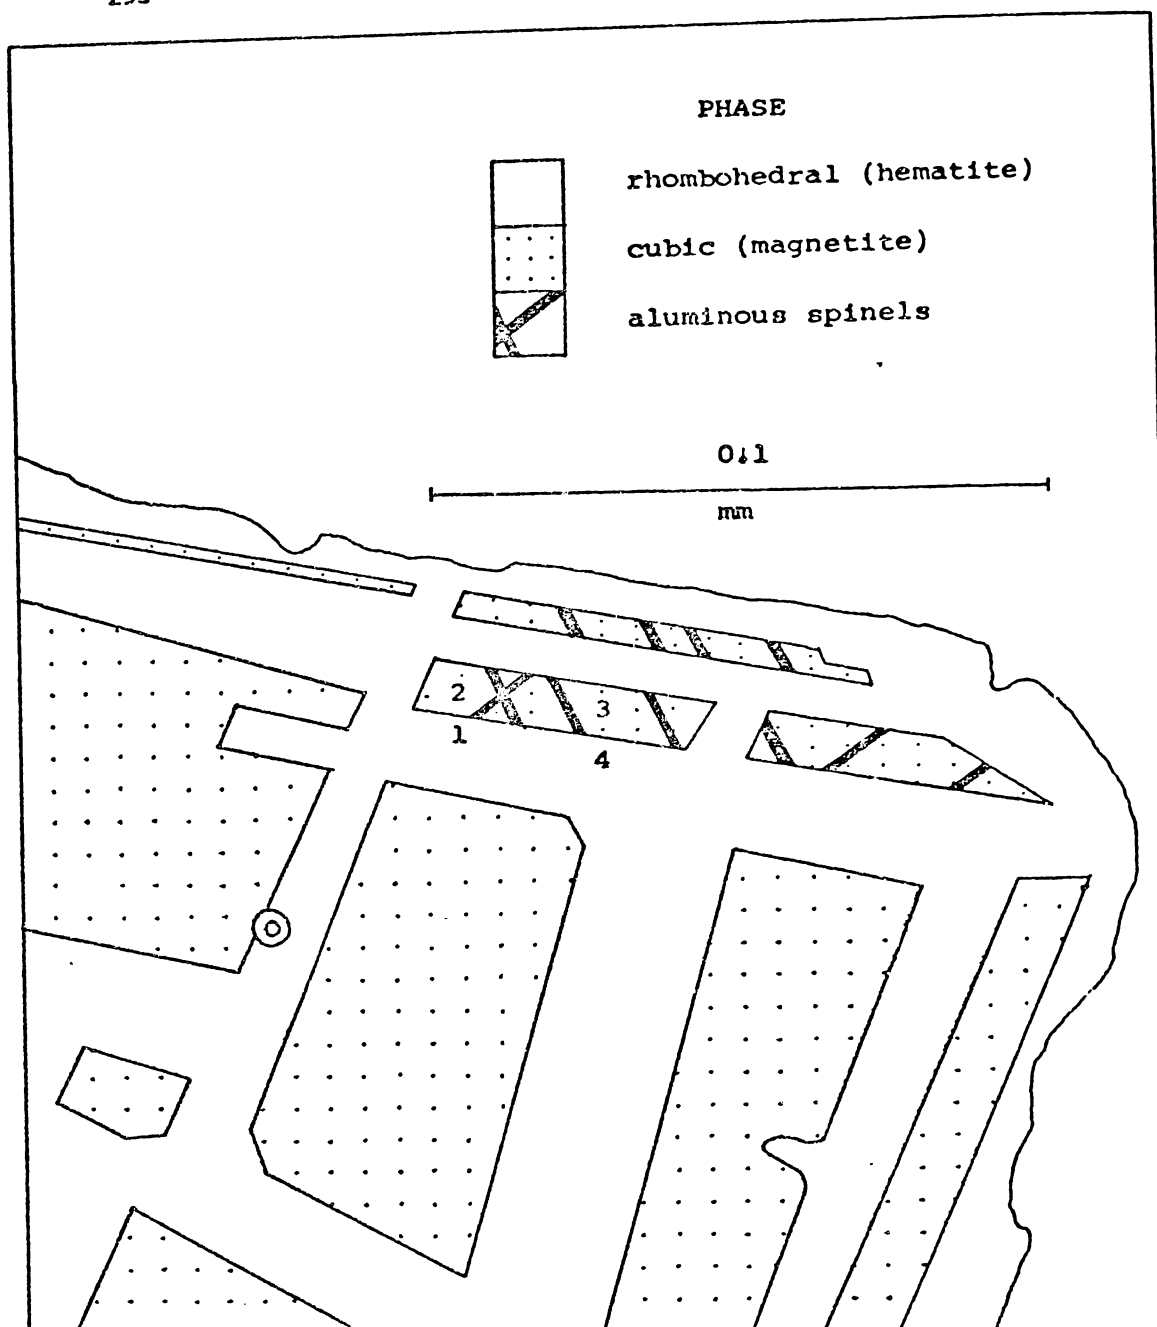 PHASE
rhombohedral (hematite)
cubic (magnetite)
aluminous spinels
0.1
mm
2
3
1
4